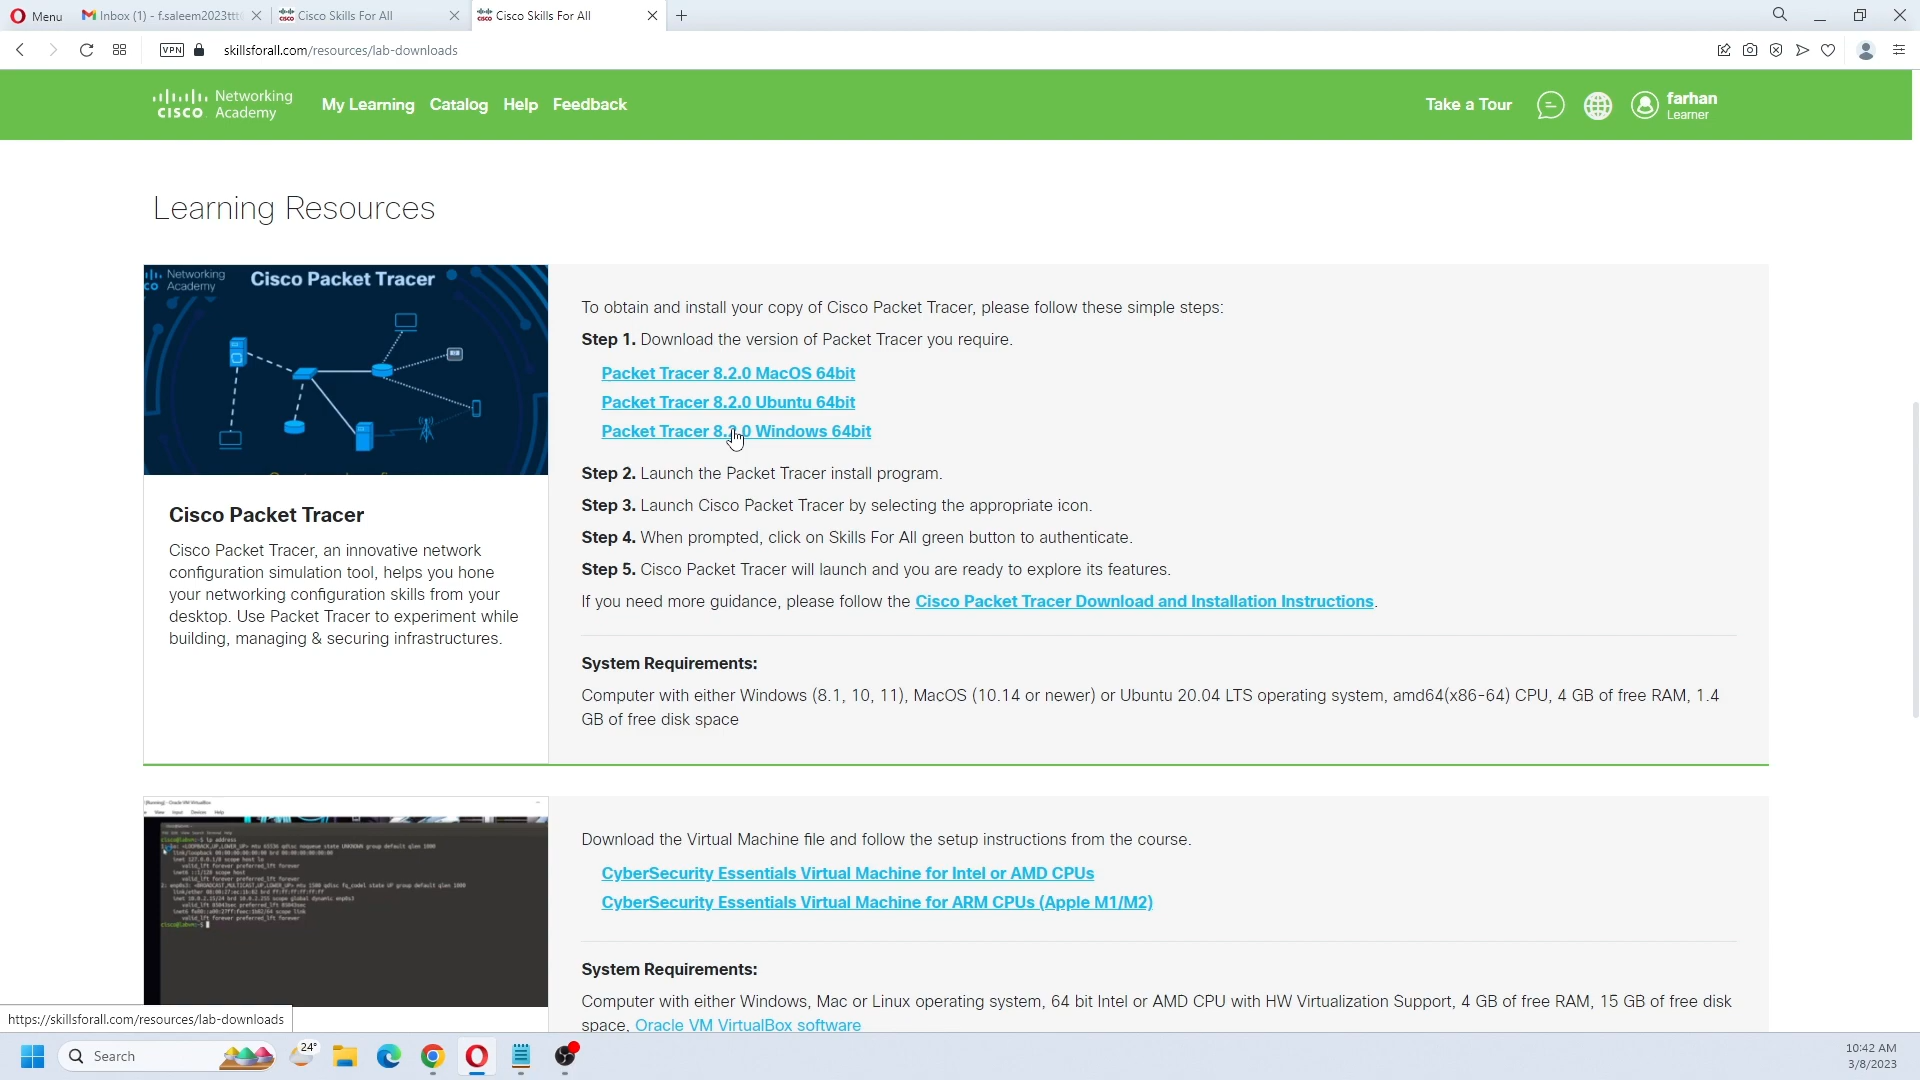 Menu
Inbox (1) - f.saleem2023ttt
Cisco Skills For All
Cisco Skills For All
VPN
skillsforall.com/resources/lab-downloads
cisco Networking Academy
My Learning Catalog Help Feedback
Take a Tour
farhan
Learner
Learning Resources
Networking
Academy
Cisco Packet Tracer
Cisco Packet Tracer
Cisco Packet Tracer, an innovative network
configuration simulation tool, helps you hone
your networking configuration skills from your
desktop. Use Packet Tracer to experiment while
building, managing & securing infrastructures.
To obtain and install your copy of Cisco Packet Tracer, please follow these simple steps:
Step 1. Download the version of Packet Tracer you require.
Packet Tracer 8.2.0 MacOS 64bit
Packet Tracer 8.2.0 Ubuntu 64bit
Packet Tracer 8.2.0 Windows 64bit
Step 2. Launch the Packet Tracer install program.
Step 3. Launch Cisco Packet Tracer by selecting the appropriate icon.
Step 4. When prompted, click on Skills For All green button to authenticate.
Step 5. Cisco Packet Tracer will launch and you are ready to explore its features.
If you need more guidance, please follow the Cisco Packet Tracer Download and Installation Instructions.
System Requirements:
Computer with either Windows (8.1, 10, 11), MacOS (10.14 or newer) or Ubuntu 20.04 LTS operating system, amd64(x86-64) CPU, 4 GB of free RAM, 1.4
GB of free disk space
Download the Virtual Machine file and follow the setup instructions from the course.
CyberSecurity Essentials Virtual Machine for Intel or AMD CPUs
CyberSecurity Essentials Virtual Machine for ARM CPUs (Apple M1/M2)
System Requirements:
Computer with either Windows, Mac or Linux operating system, 64 bit Intel or AMD CPU with HW Virtualization Support, 4 GB of free RAM, 15 GB of free disk
space, Oracle VM VirtualBox software
https://skillsforall.com/resources/lab-downloads
Search
24°
10:42 AM
3/8/2023